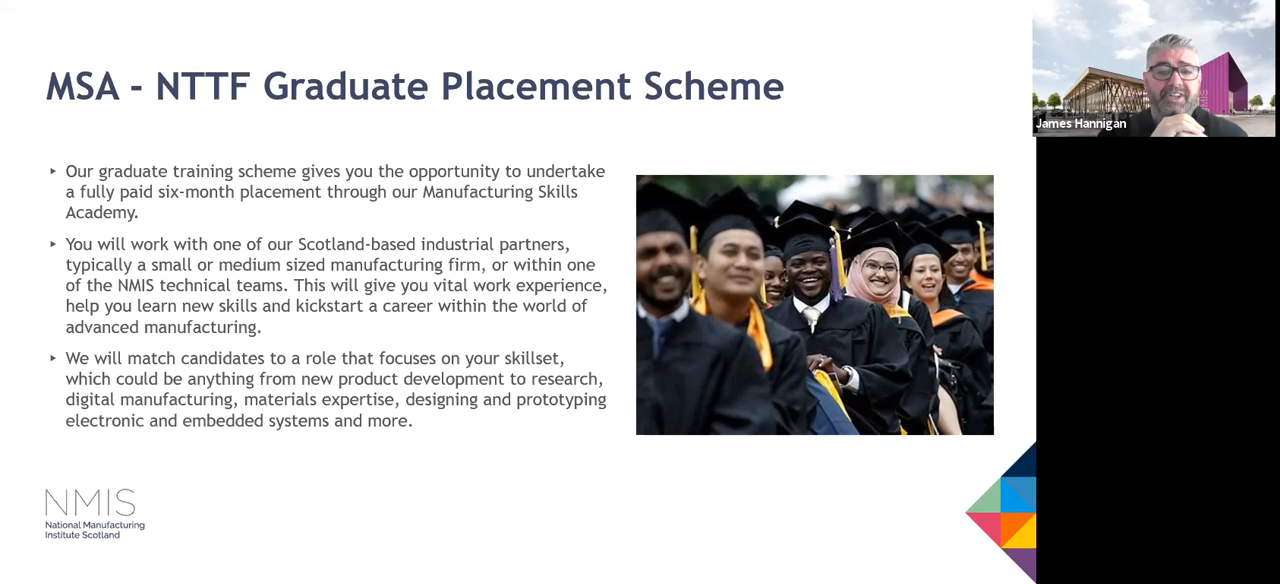 MSA - NTTF Graduate Placement Scheme
James Hannigan
Our graduate training scheme gives you the opportunity to undertake
a fully paid six-month placement through our Manufacturing Skills
Academy.
You will work with one of our Scotland-based industrial partners,
typically a small or medium sized manufacturing firm, or within one
of the NMIS technical teams. This will give you vital work experience,
help you learn new skills and kickstart a career within the world of
advanced manufacturing.
We will match candidates to a role that focuses on your skillset,
which could be anything from new product development to research,
digital manufacturing, materials expertise, designing and prototyping
electronic and embedded systems and more.
NMIS
National Manufacturing
Institute Scotland